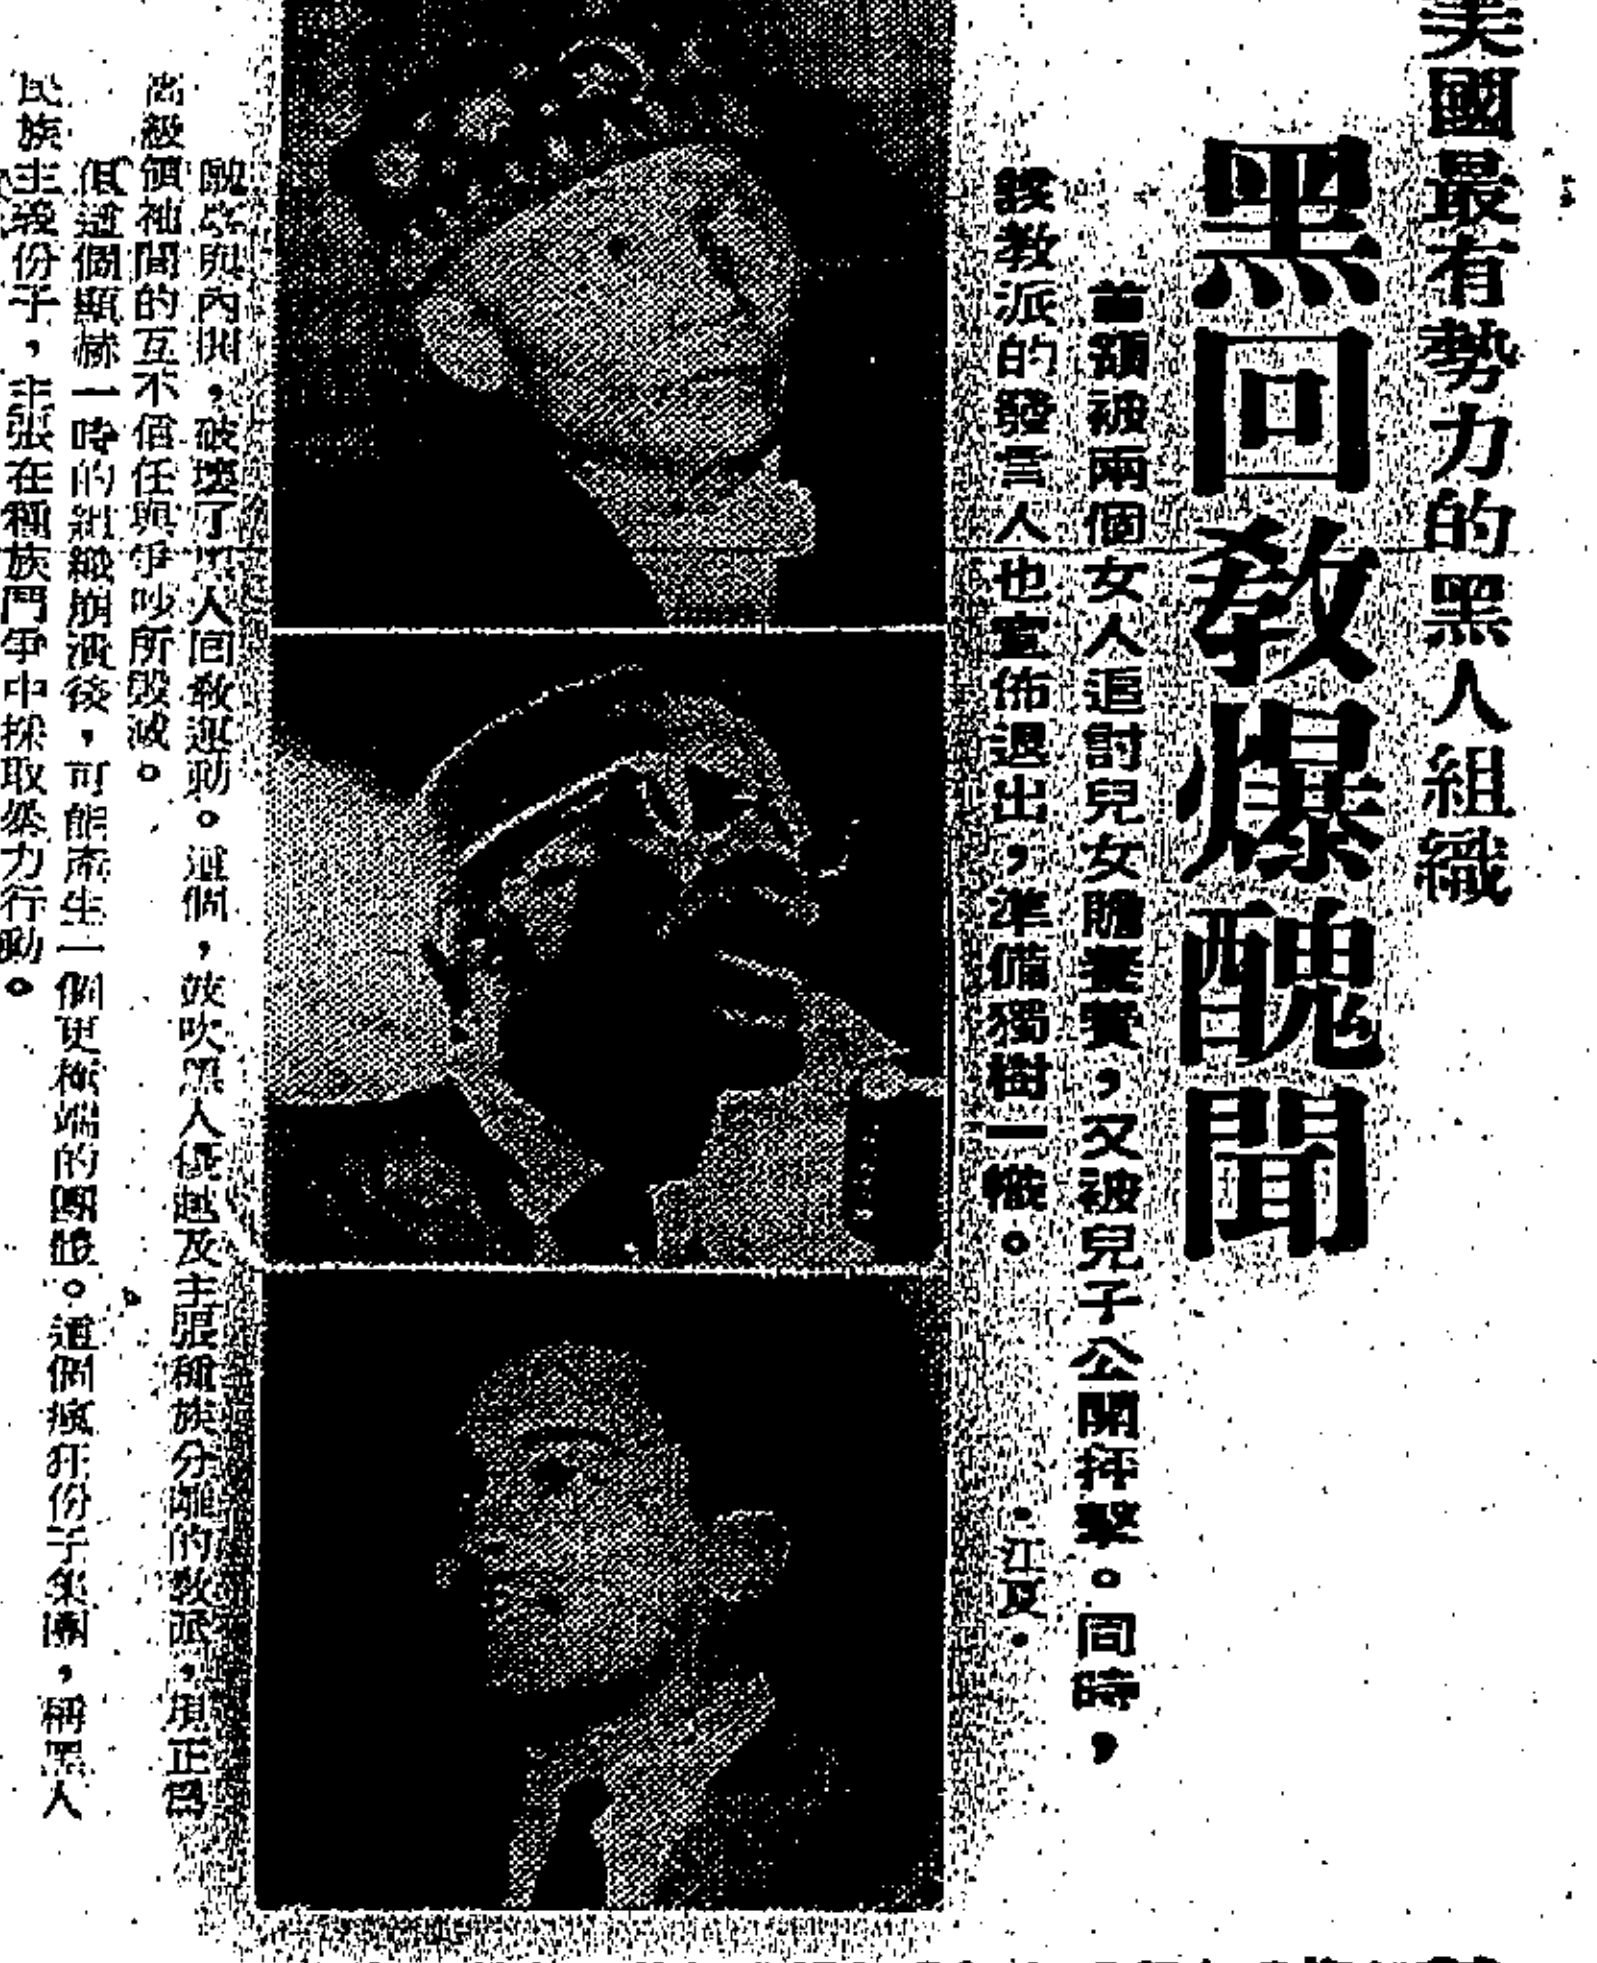 美國最有勢力的黑人組織
黑回敎爆醜聞
首領被兩個女人追討兒女贍養費，又被兒子公開抨擊。同時，
該教派的發言人也宣佈退出，準備獨樹一幟。
·江夏·
醜聞與內鬨，破壞了黑人回敎運動。這個，鼓吹黑人優越及主張種族分離的敎派，現正爲
高級領袖間的互不信任與爭吵所毀滅。
但這個顯赫一時的組織崩潰後，可能產生一個更極端的團體。這個瘋狂份子集團，稱黑人
民族主義份子，主張在種族鬥爭中採取暴力行動。